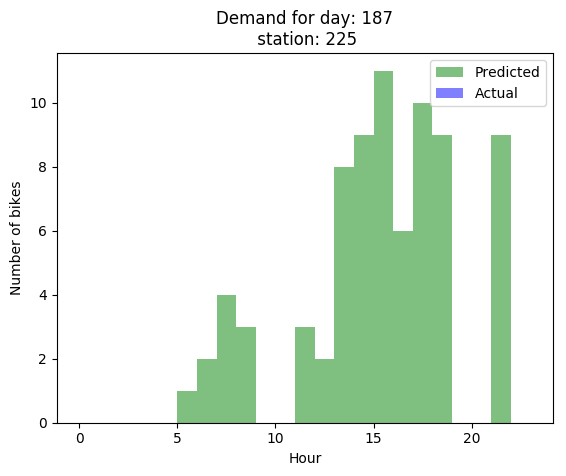 Demand for day: 187
station: 225
Predicted
Actual
10
8
6
4
2
0
Number of bikes
0 5 10 15 20
Hour